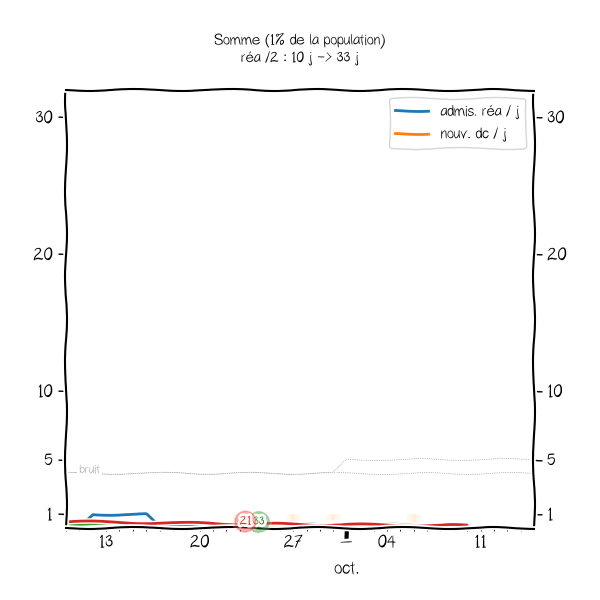 Somme (1% de la population)
réa /2 : 10 j -> 33 j
admis. réa / j
nouv. dc / j
30
30
20
20
10
10
5
5
bruit
1
1
21
33
13
20
27
04
11
oct.